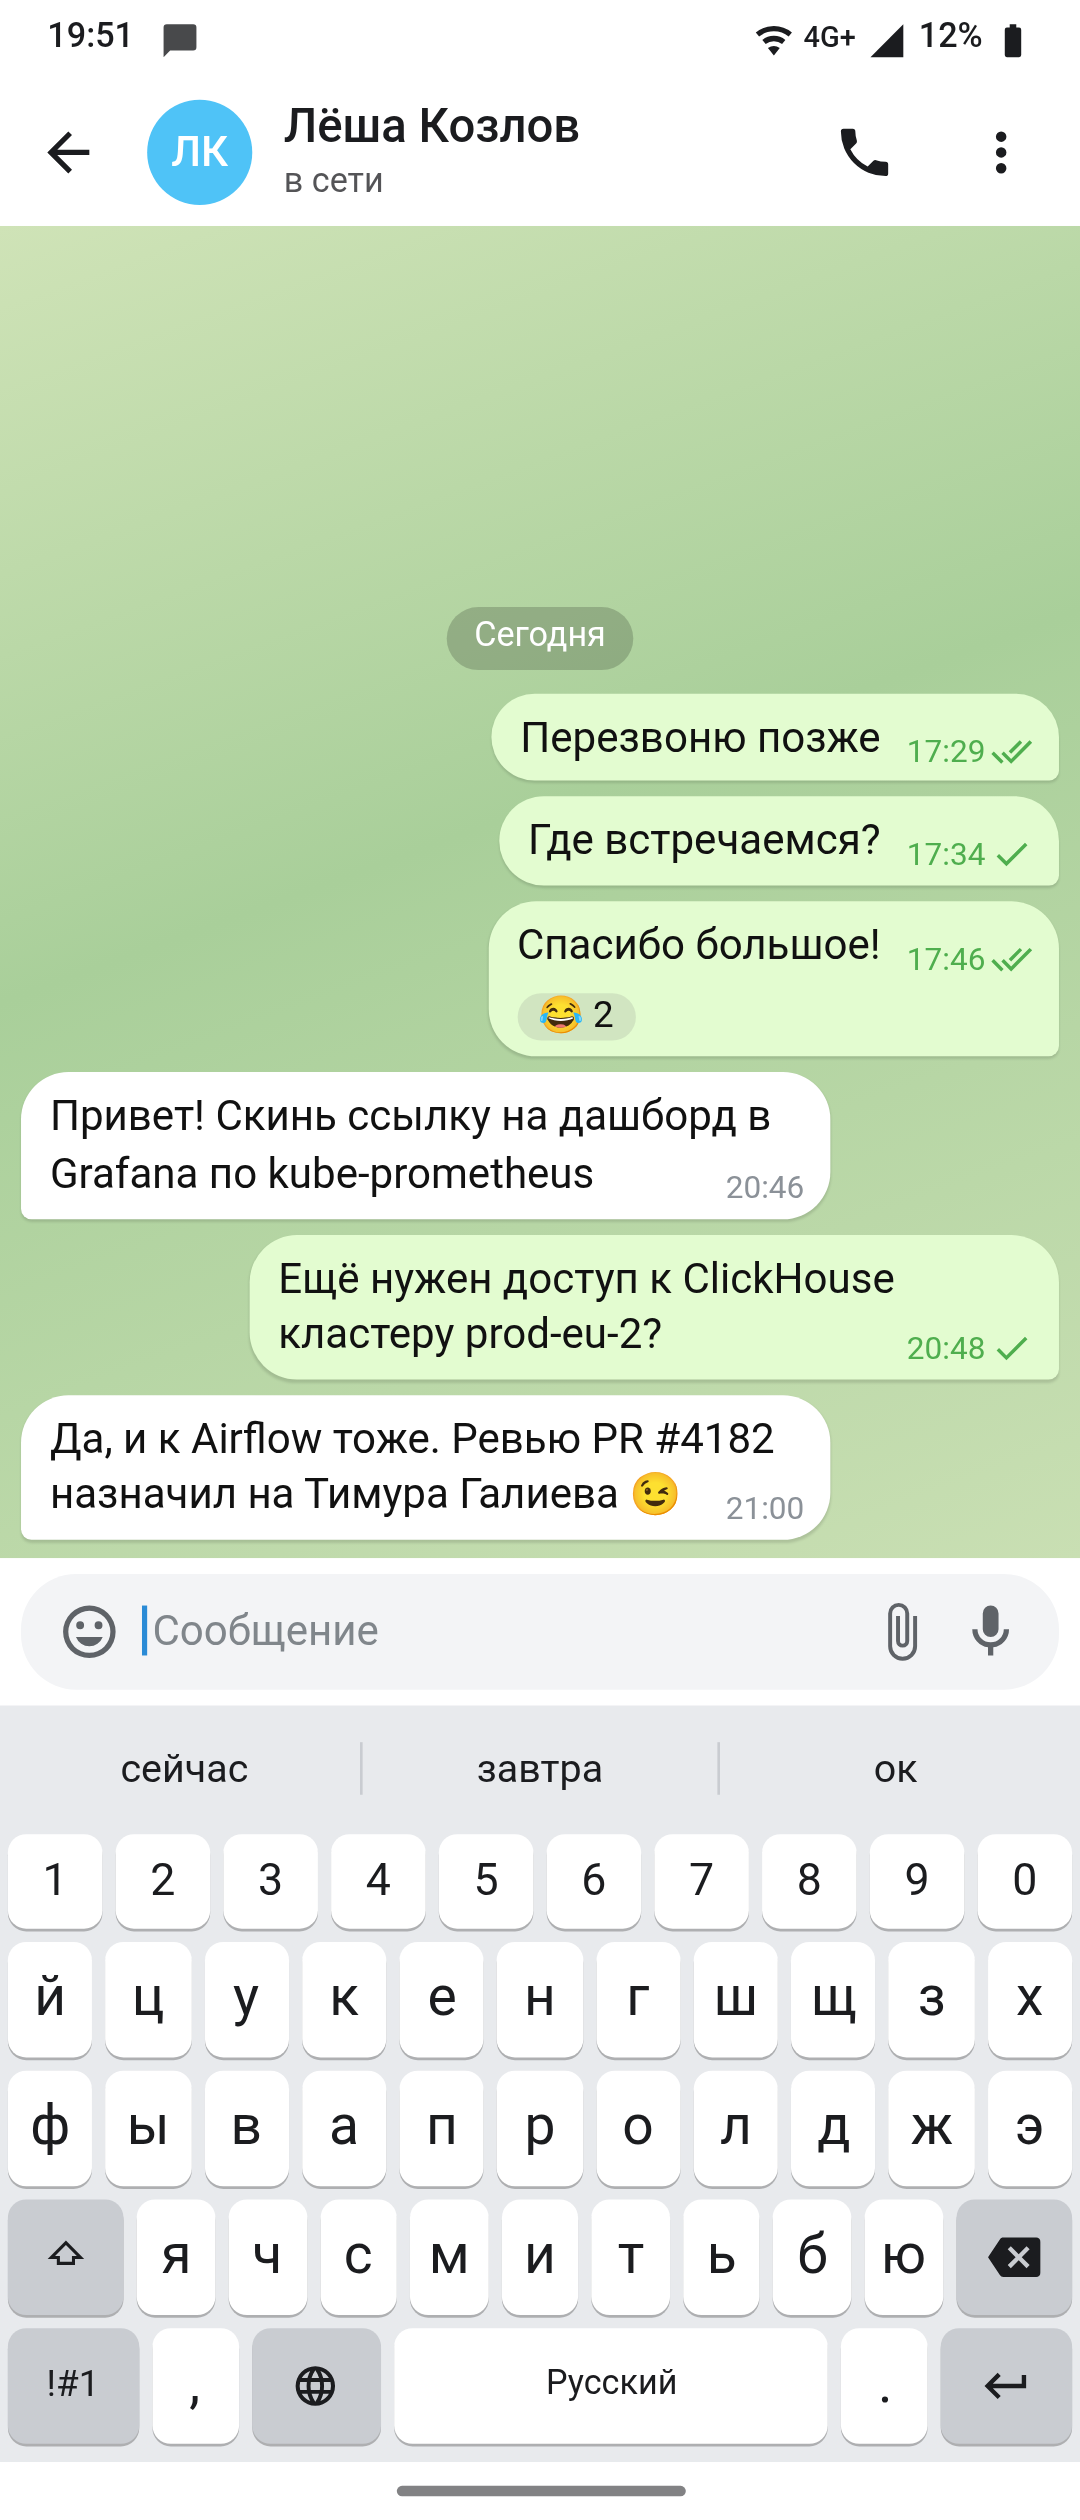 19:51 4G+ 12%
ЛК
Лёша Козлов
в сети
Сегодня
Перезвоню позже 17:29
Где встречаемся? 17:34
Спасибо большое! 17:46
😂 2
Привет! Скинь ссылку на дашборд в
Grafana по kube-prometheus 20:46
Ещё нужен доступ к ClickHouse
кластеру prod-eu-2? 20:48
Да, и к Airflow тоже. Ревью PR #4182
назначил на Тимура Галиева 😉 21:00
Сообщение
сейчас завтра ок
1 2 3 4 5 6 7 8 9 0
й ц у к е н г ш щ з х
ф ы в а п р о л д ж э
я ч с м и т ь б ю
!#1 , Русский .